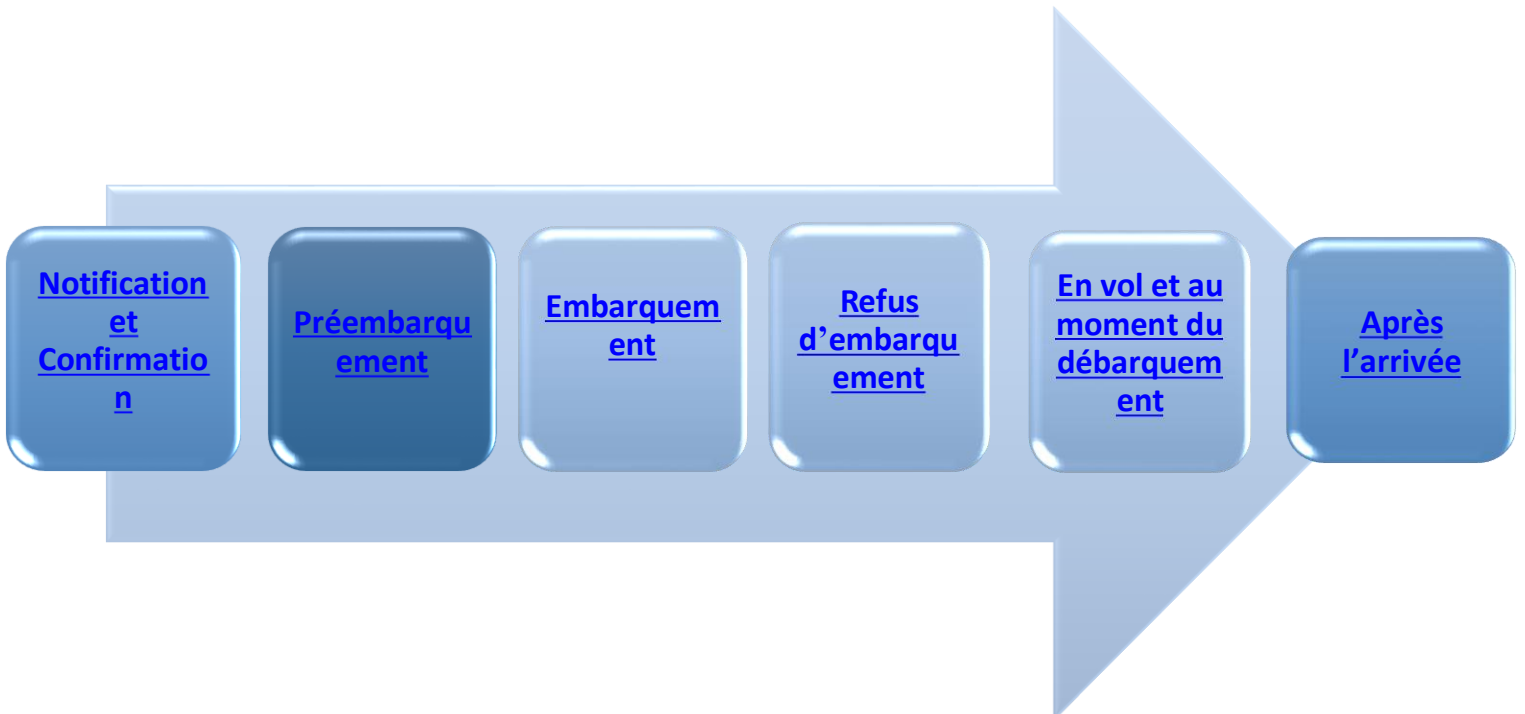 Notification
et
Confirmatio
n
Préembarqu
ement
Embarquem
ent
Refus
d’embarqu
ement
En vol et au
moment du
débarquem
ent
Après
l’arrivée